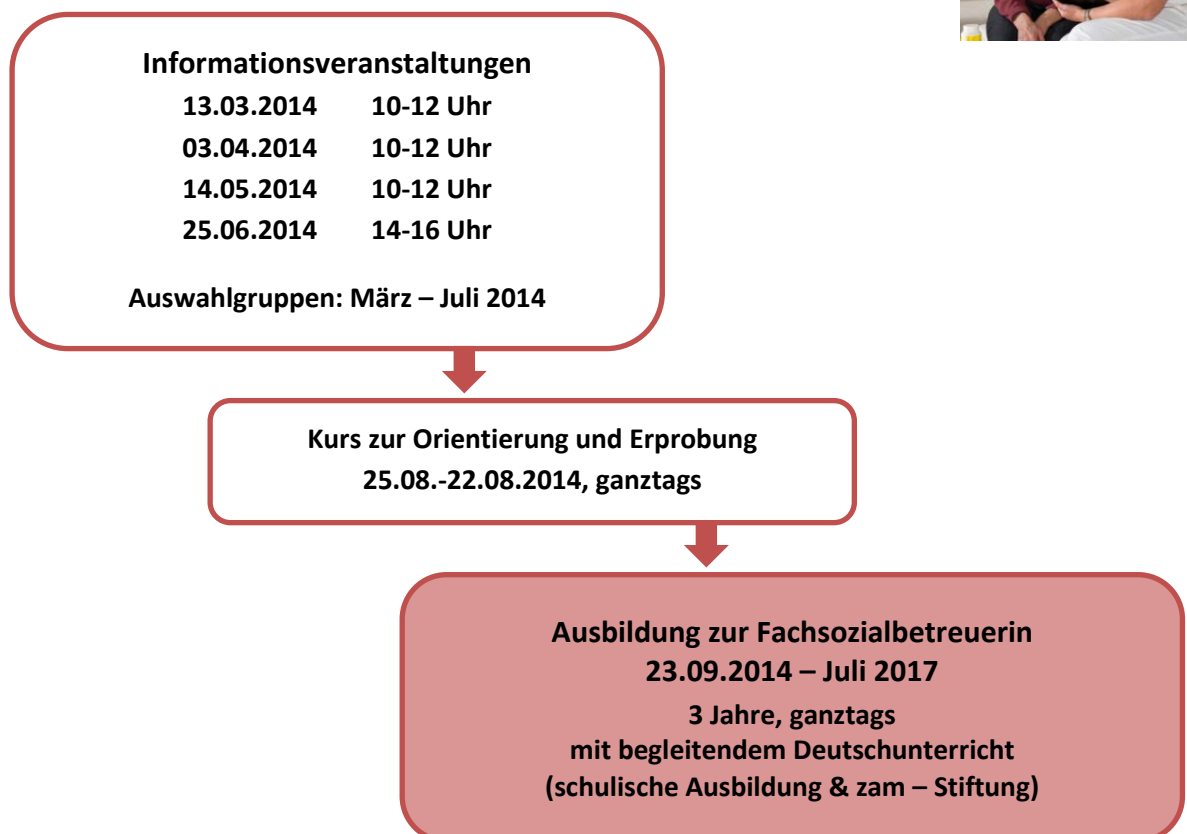 Informationsveranstaltungen
13.03.2014 10-12 Uhr
03.04.2014 10-12 Uhr
14.05.2014 10-12 Uhr
25.06.2014 14-16 Uhr
Auswahlgruppen: März – Juli 2014
Kurs zur Orientierung und Erprobung
25.08.-22.08.2014, ganztags
Ausbildung zur Fachsozialbetreuerin
23.09.2014 – Juli 2017
3 Jahre, ganztags
mit begleitendem Deutschunterricht
(schulische Ausbildung & zam – Stiftung)